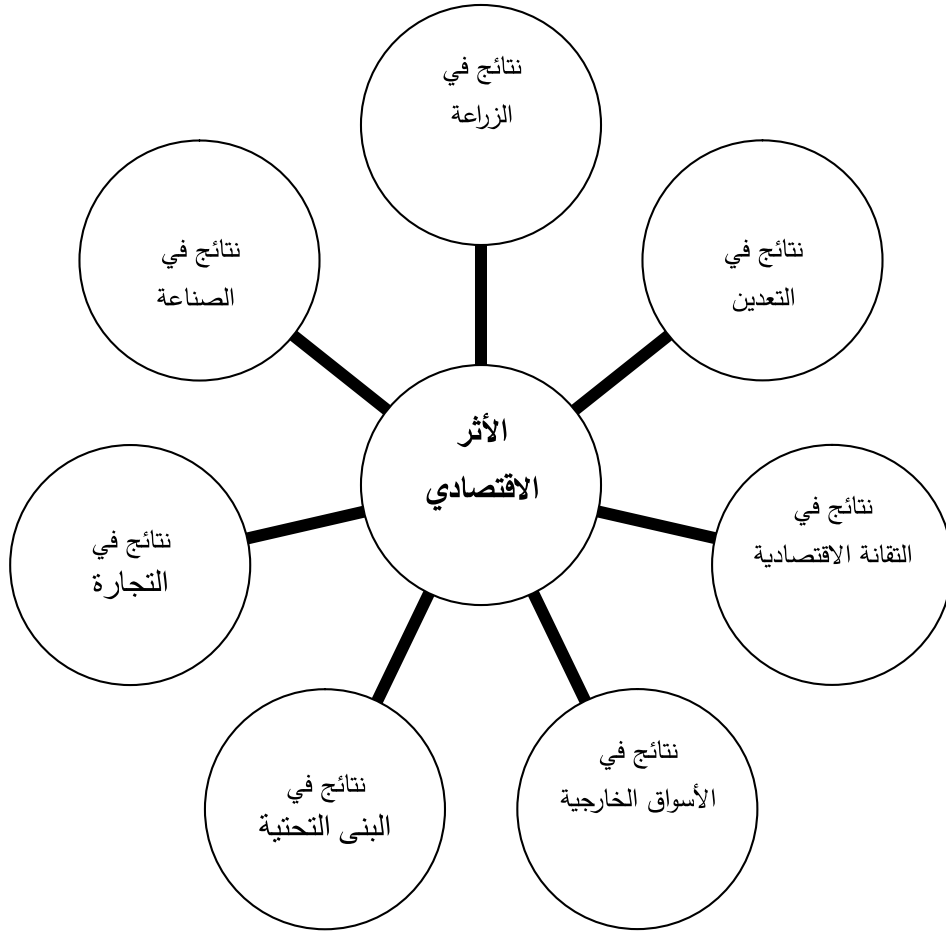 نتائج في
الزراعة
نتائج في
التعدين
نتائج في
الصناعة
الأثر
الاقتصادي
نتائج في
التقانة الاقتصادية
نتائج في
التجارة
نتائج في
الأسواق الخارجية
نتائج في
البنى التحتية